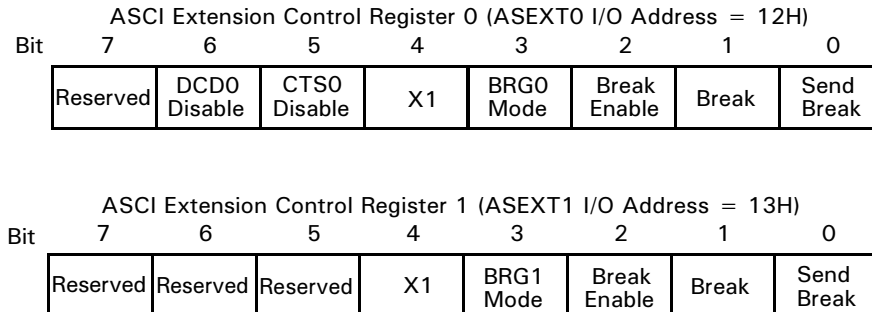 ASCI Extension Control Register 0 (ASEXT0 I/O Address = 12H)
Bit 7 6 5 4 3 2 1 0
Reserved DCD0 Disable CTS0 Disable X1 BRG0 Mode Break Enable Break Send Break
ASCI Extension Control Register 1 (ASEXT1 I/O Address = 13H)
Bit 7 6 5 4 3 2 1 0
Reserved Reserved Reserved X1 BRG1 Mode Break Enable Break Send Break